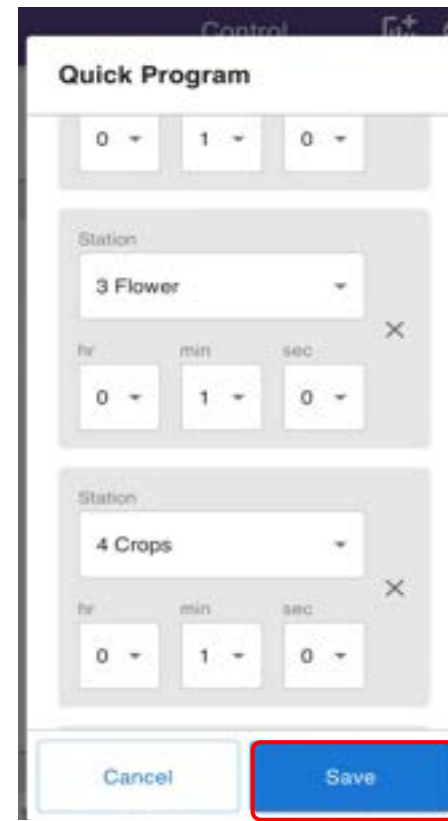 Control
Quick Program
0 1 0
Station
3 Flower
hr min sec
0 1 0
Station
4 Crops
hr min sec
0 1 0
Cancel Save